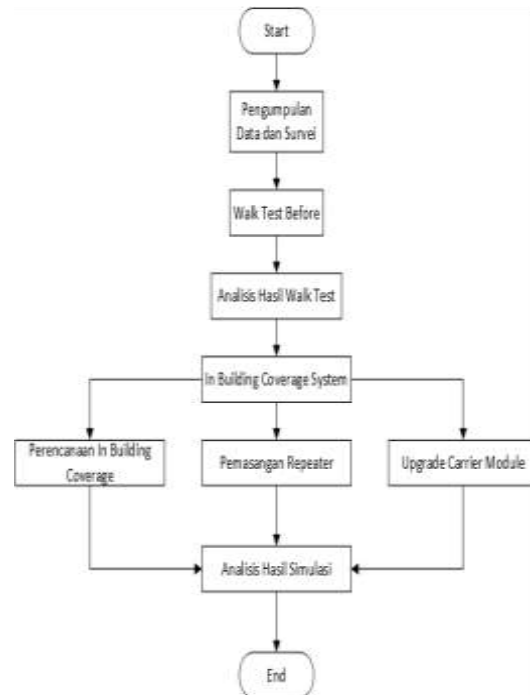 Start
Pengumpulan
Data dan Survei
Walk Test Before
Analisis Hasil Walk Test
In Building Coverage System
Perencanaan In Building
Coverage
Pemasangan Repeater
Upgrade Carrier Module
Analisis Hasil Simulasi
End